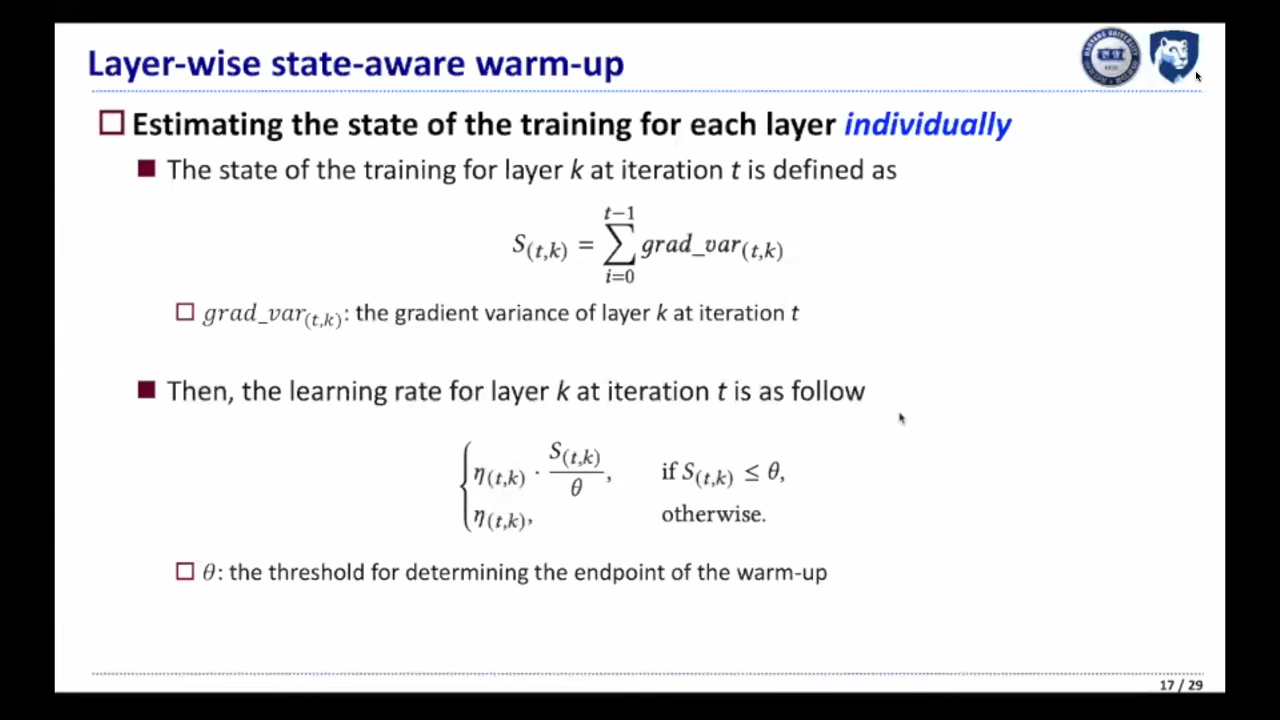 Layer-wise state-aware warm-up
Estimating the state of the training for each layer individually
The state of the training for layer k at iteration t is defined as
S(t,k) = ∑_{i=0}^{t−1} grad_var(t,k)
grad_var(t,k): the gradient variance of layer k at iteration t
Then, the learning rate for layer k at iteration t is as follow
η(t,k) · S(t,k)/θ, if S(t,k) ≤ θ,
η(t,k), otherwise.
θ: the threshold for determining the endpoint of the warm-up
17 / 29